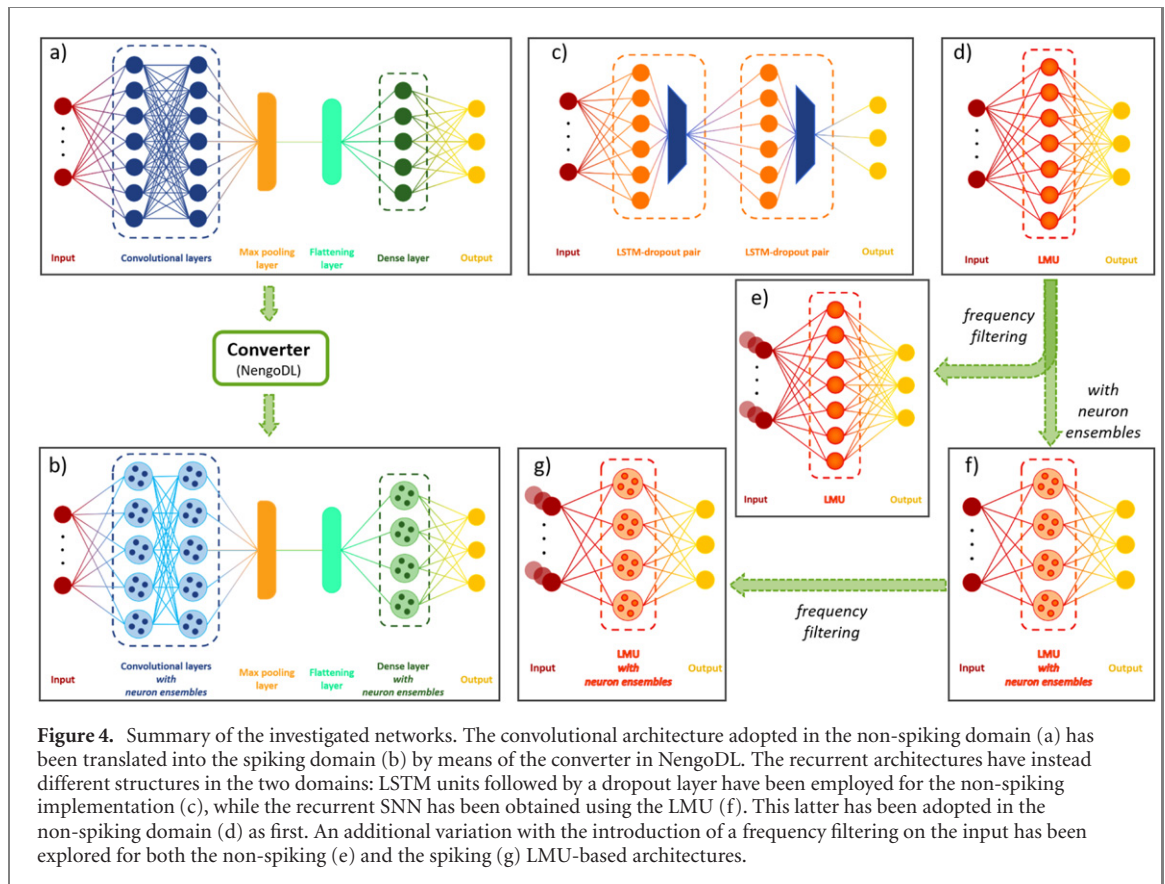 a)
Input
Convolutional layers
Max pooling
layer
Flattening
layer
Dense layer
Output
c)
Input
LSTM-dropout pair
LSTM-dropout pair
Output
d)
Input
LMU
Output
Converter
(NengoDL)
e)
Input
LMU
Output
frequency
filtering
with
neuron
ensembles
b)
Input
Convolutional layers
with
neuron ensembles
Max pooling
layer
Flattening
layer
Dense layer
with
neuron ensembles
Output
g)
Input
LMU
with
neuron ensembles
Output
frequency
filtering
f)
Input
LMU
with
neuron ensembles
Output
Figure 4. Summary of the investigated networks. The convolutional architecture adopted in the non-spiking domain (a) has
been translated into the spiking domain (b) by means of the converter in NengoDL. The recurrent architectures have instead
different structures in the two domains: LSTM units followed by a dropout layer have been employed for the non-spiking
implementation (c), while the recurrent SNN has been obtained using the LMU (f). This latter has been adopted in the
non-spiking domain (d) as first. An additional variation with the introduction of a frequency filtering on the input has been
explored for both the non-spiking (e) and the spiking (g) LMU-based architectures.